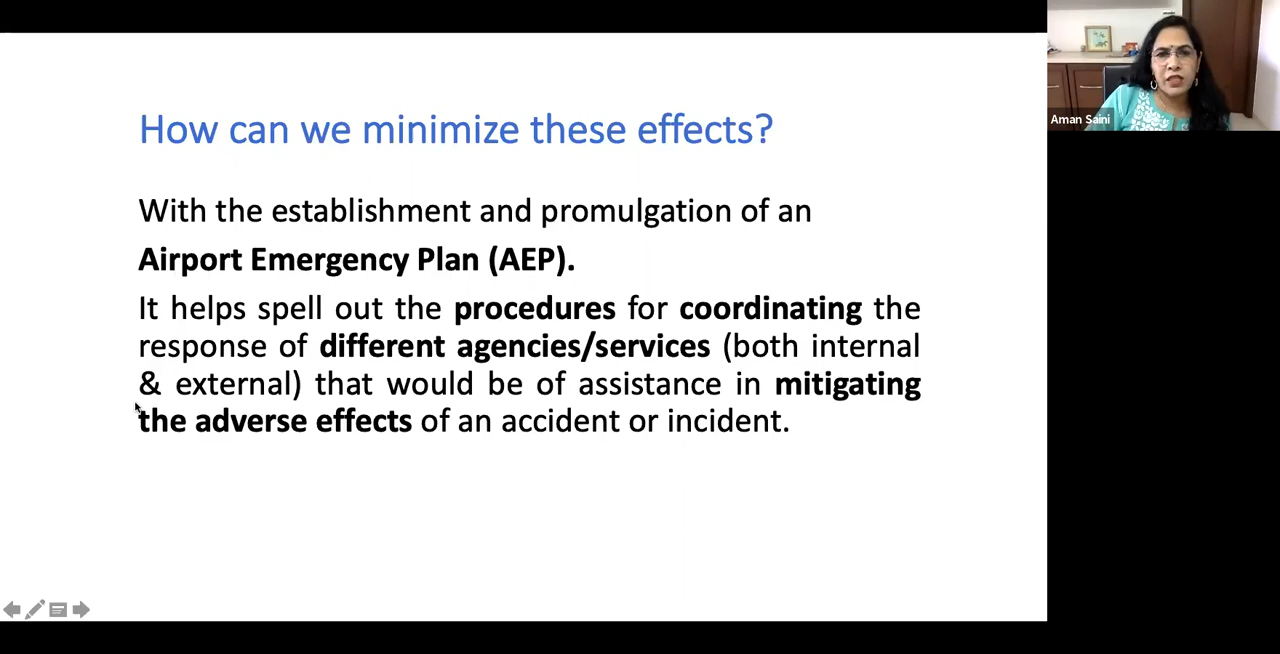 How can we minimize these effects?
With the establishment and promulgation of an
Airport Emergency Plan (AEP).
It helps spell out the procedures for coordinating the
response of different agencies/services (both internal
& external) that would be of assistance in mitigating
the adverse effects of an accident or incident.
Aman Saini